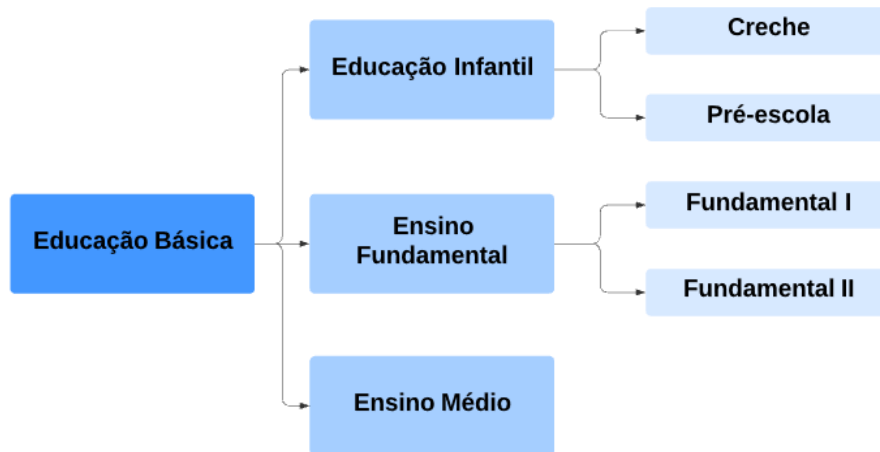 Educação Básica
Educação Infantil
Creche
Pré-escola
Ensino
Fundamental
Fundamental I
Fundamental II
Ensino Médio